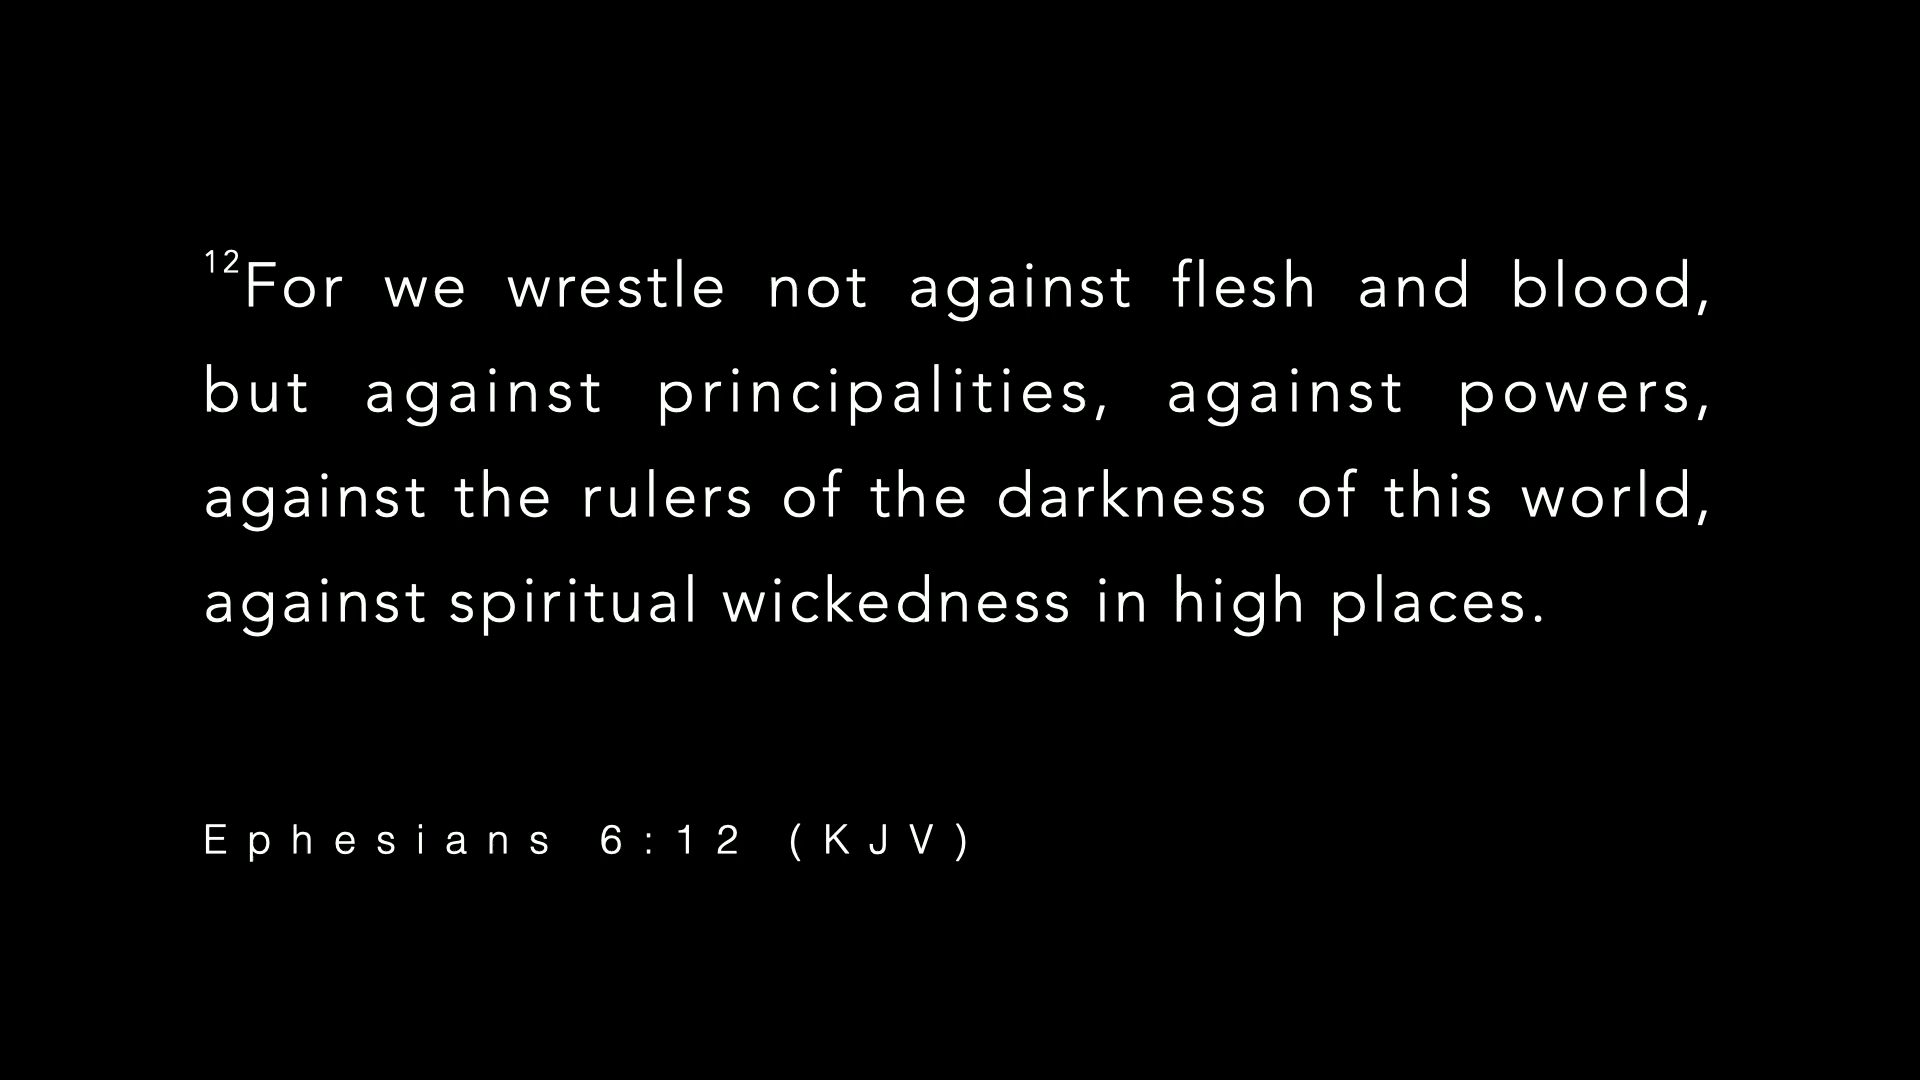 12For we wrestle not against flesh and blood,
but against principalities, against powers,
against the rulers of the darkness of this world,
against spiritual wickedness in high places.
Ephesians 6:12 (KJV)